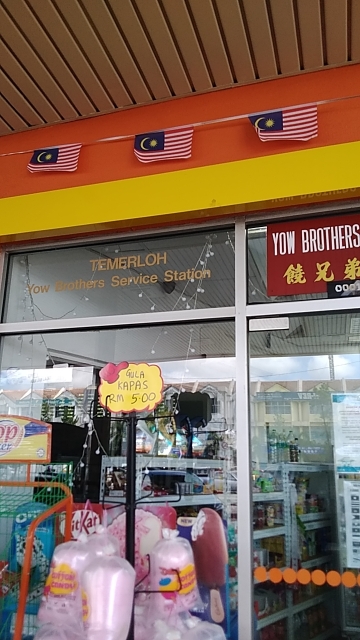 TEMERLOH
Yow Brothers Service Station
YOW BROTHERS
饒兄弟
GULA
KAPAS
RM 5.00
KitKat